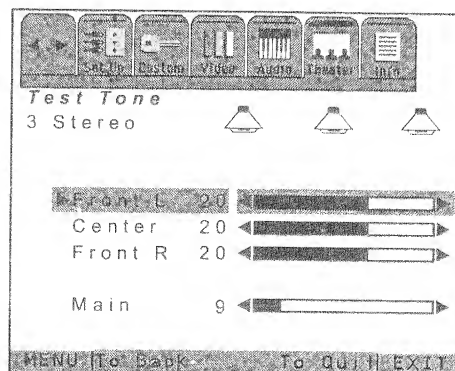 Set Up Custom Video Audio Theater Info
Test Tone
3 Stereo
Front L 20
Center 20
Front R 20
Main 9
MENU To Back To Quit EXIT